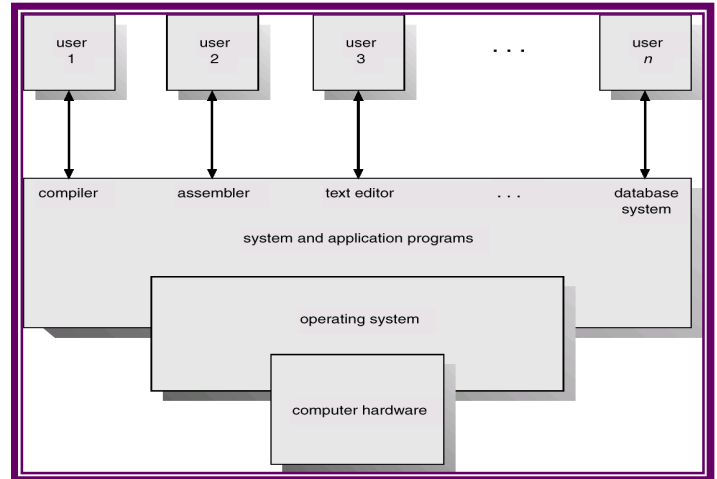 user
1
user
2
user
3
. . .
user
n
compiler
assembler
text editor
. . .
database
system
system and application programs
operating system
computer hardware